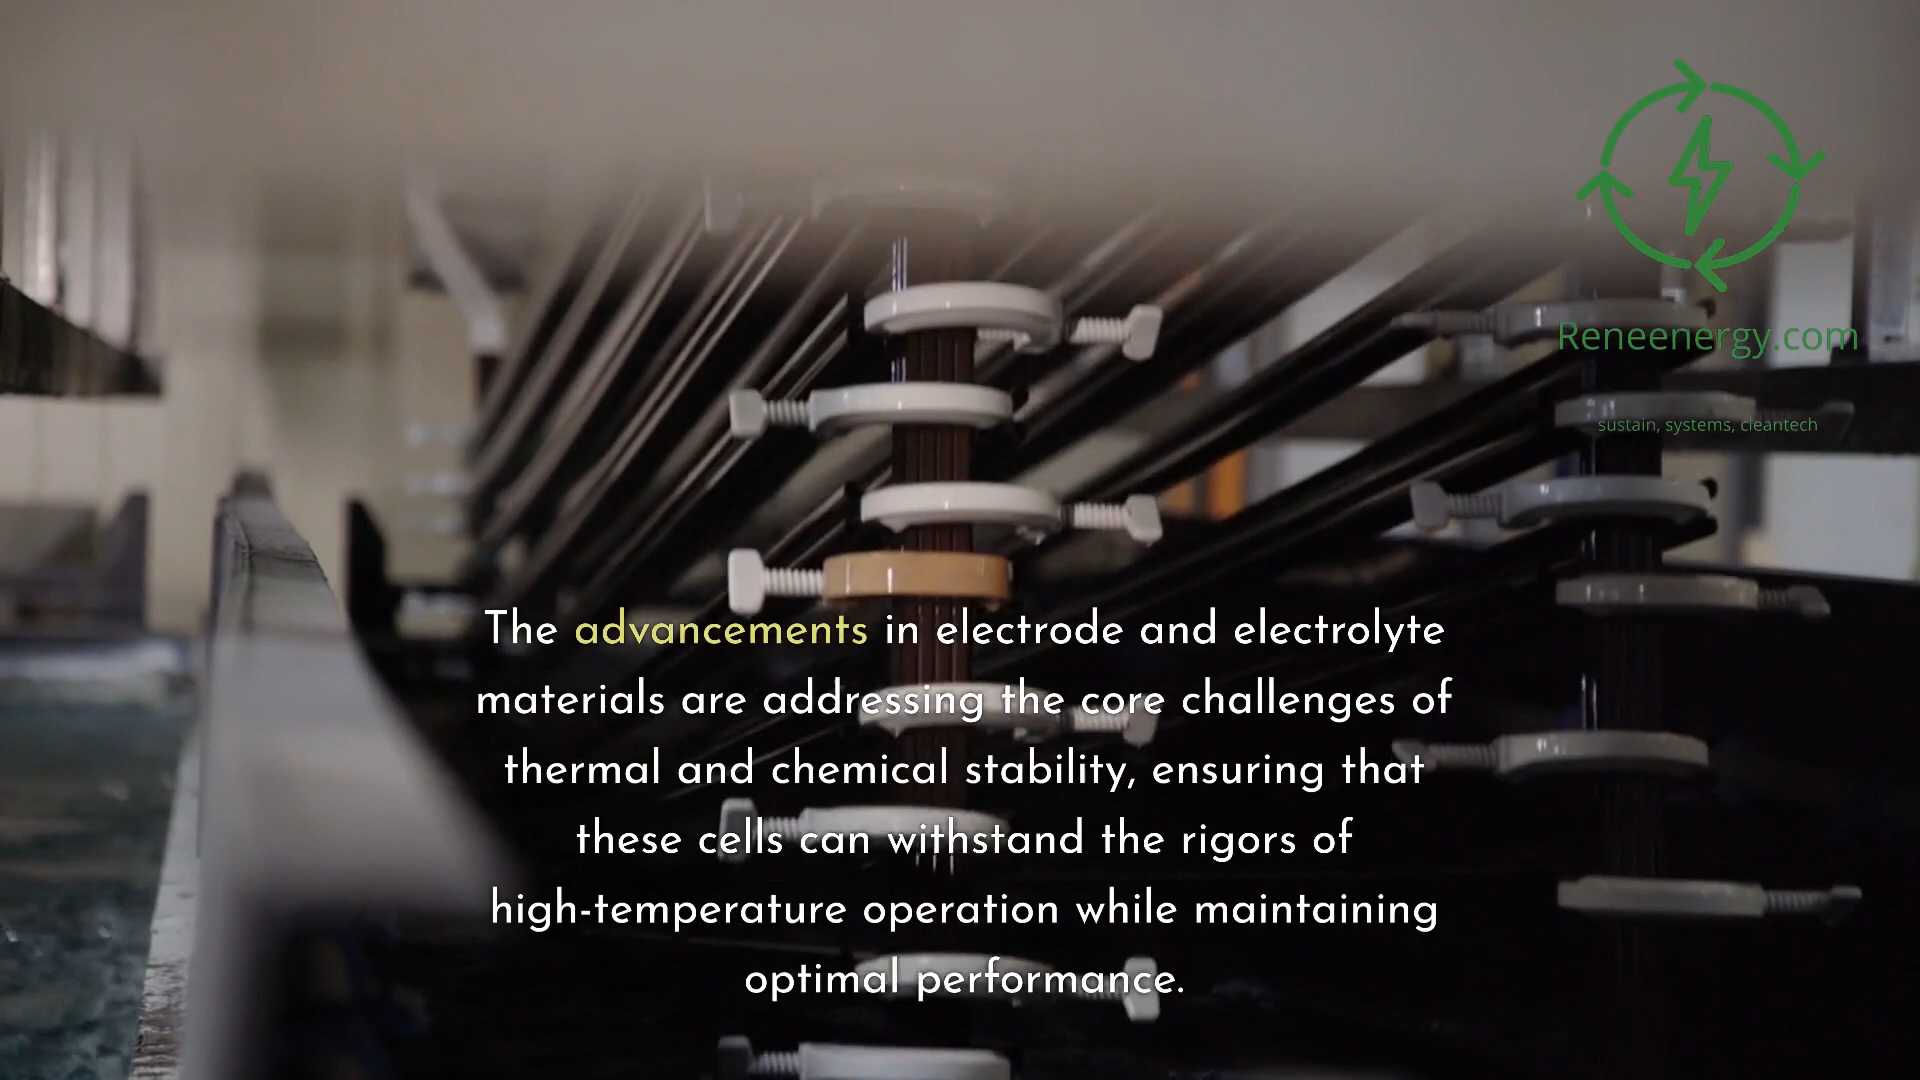 Reneenergy.com
sustain, systems, cleantech
The advancements in electrode and electrolyte
materials are addressing the core challenges of
thermal and chemical stability, ensuring that
these cells can withstand the rigors of
high-temperature operation while maintaining
optimal performance.